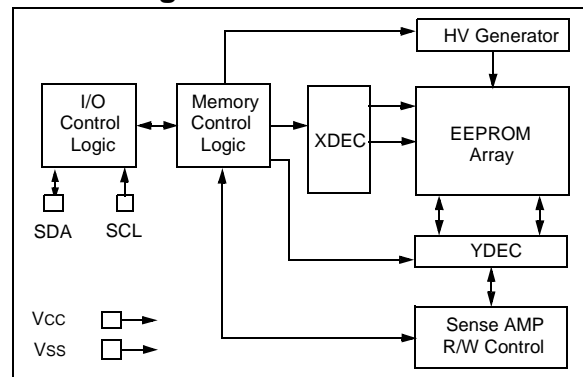 HV Generator
I/O
Control
Logic
Memory
Control
Logic
XDEC
EEPROM
Array
SDA
SCL
YDEC
VCC
VSS
Sense AMP
R/W Control